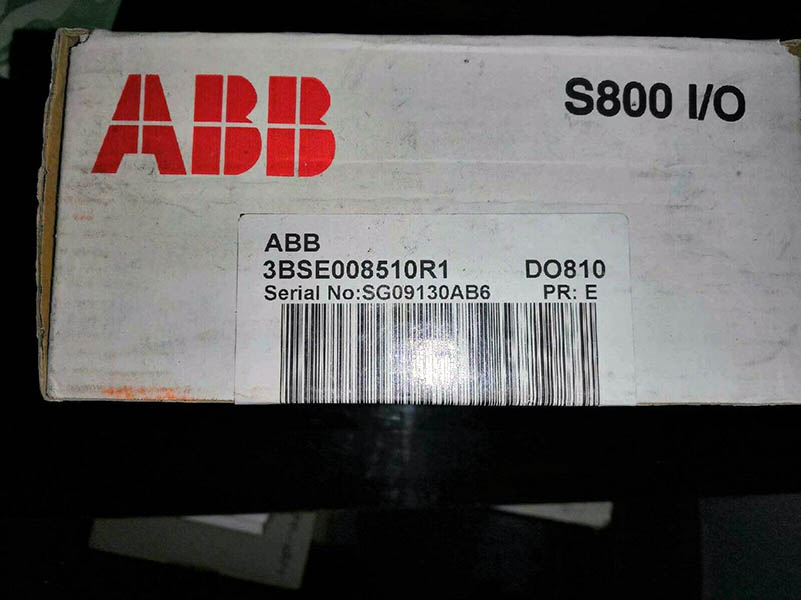 ABB
S800 I/O
ABB
3BSE008510R1 DO810
Serial No:SG09130AB6 PR: E